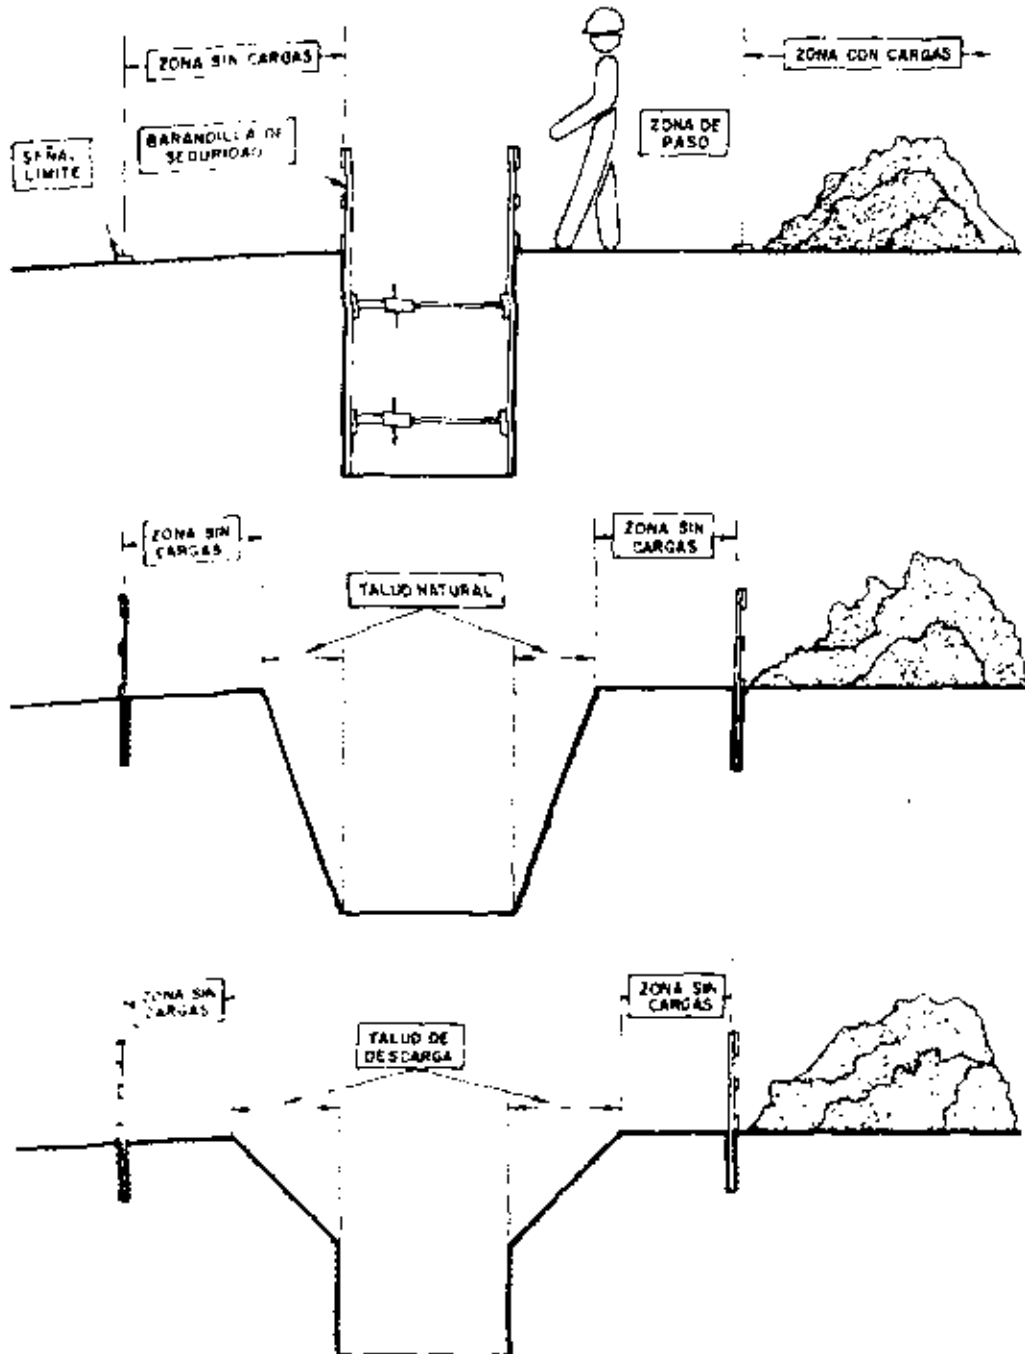 ZONA SIN CARGAS
ZONA CON CARGAS
SEÑAL
LIMITE
BARANDILLA DE
SEGURIDAD
ZONA DE
PASO
ZONA SIN
CARGAS
ZONA SIN
CARGAS
TALUD NATURAL
ZONA SIN
CARGAS
ZONA SIN
CARGAS
TALUD DE
DESCARGA